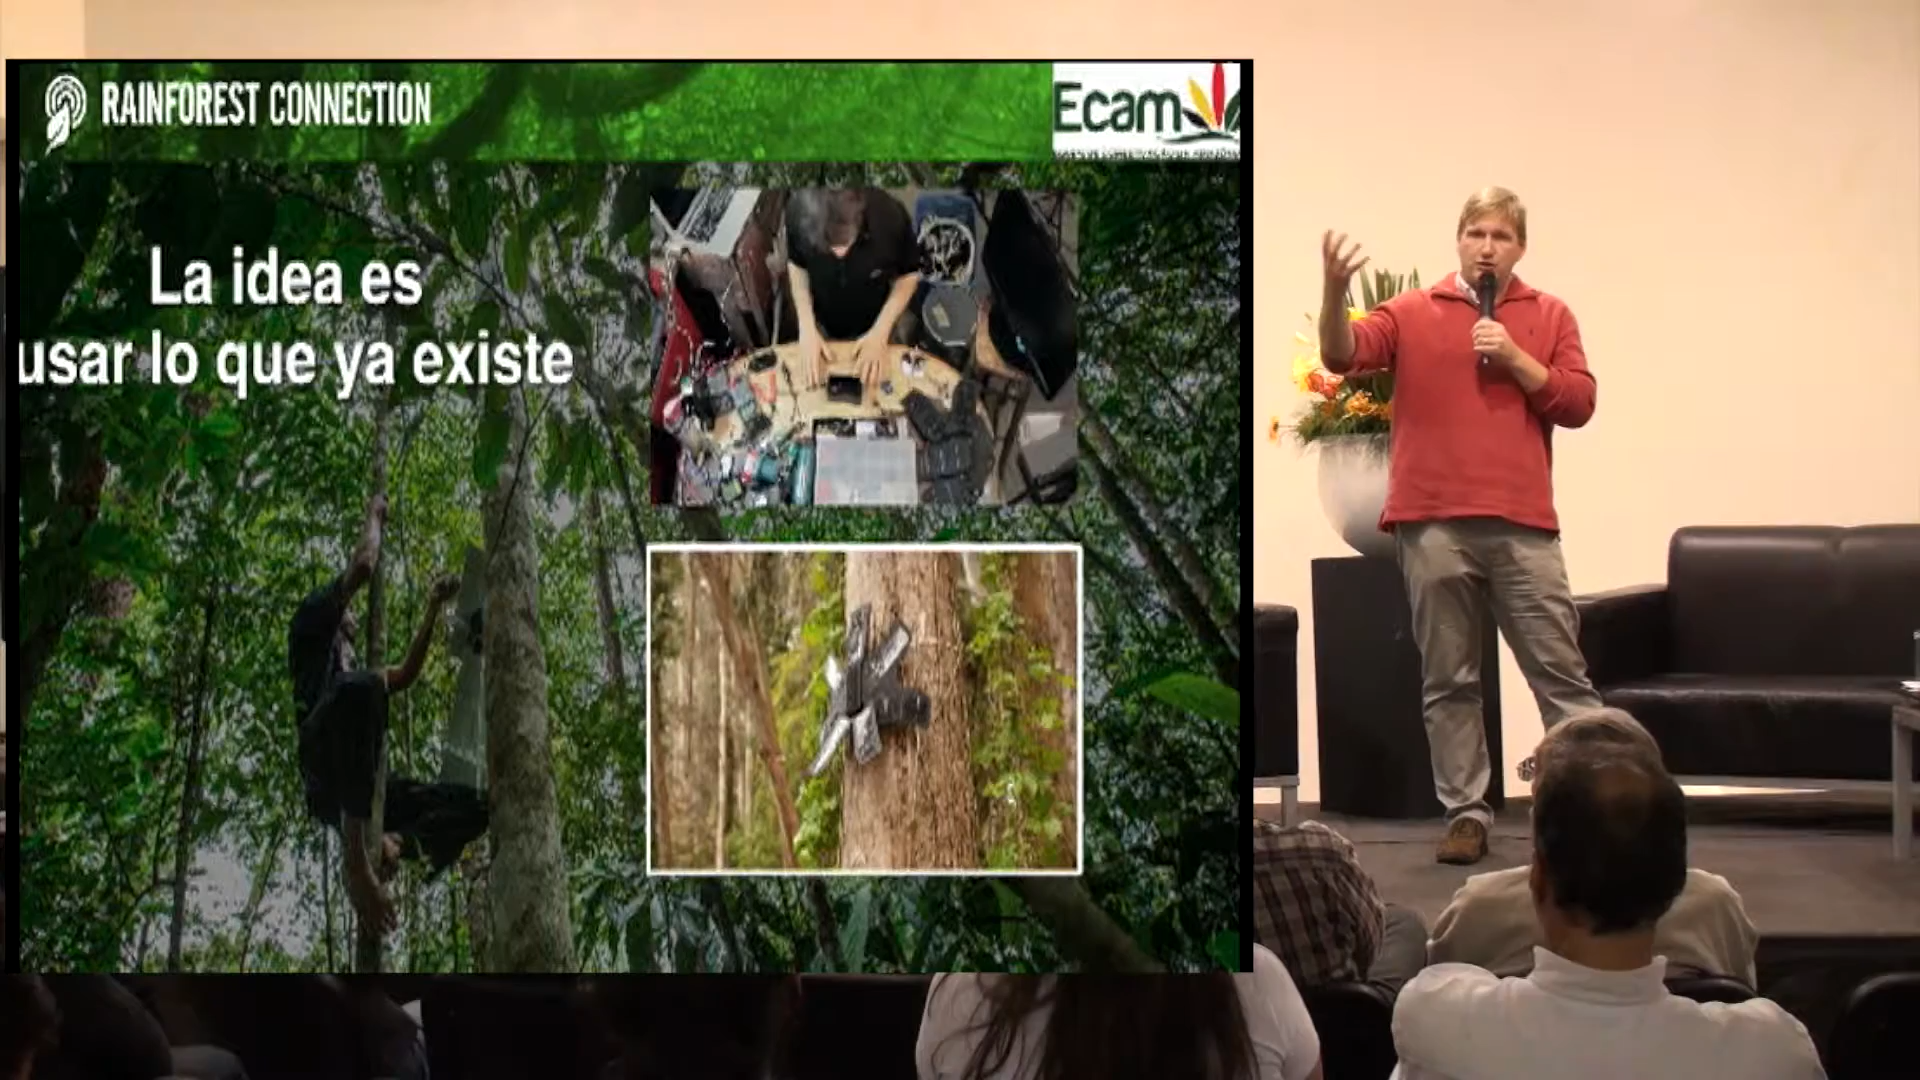 RAINFOREST CONNECTION
Ecam
La idea es
usar lo que ya existe